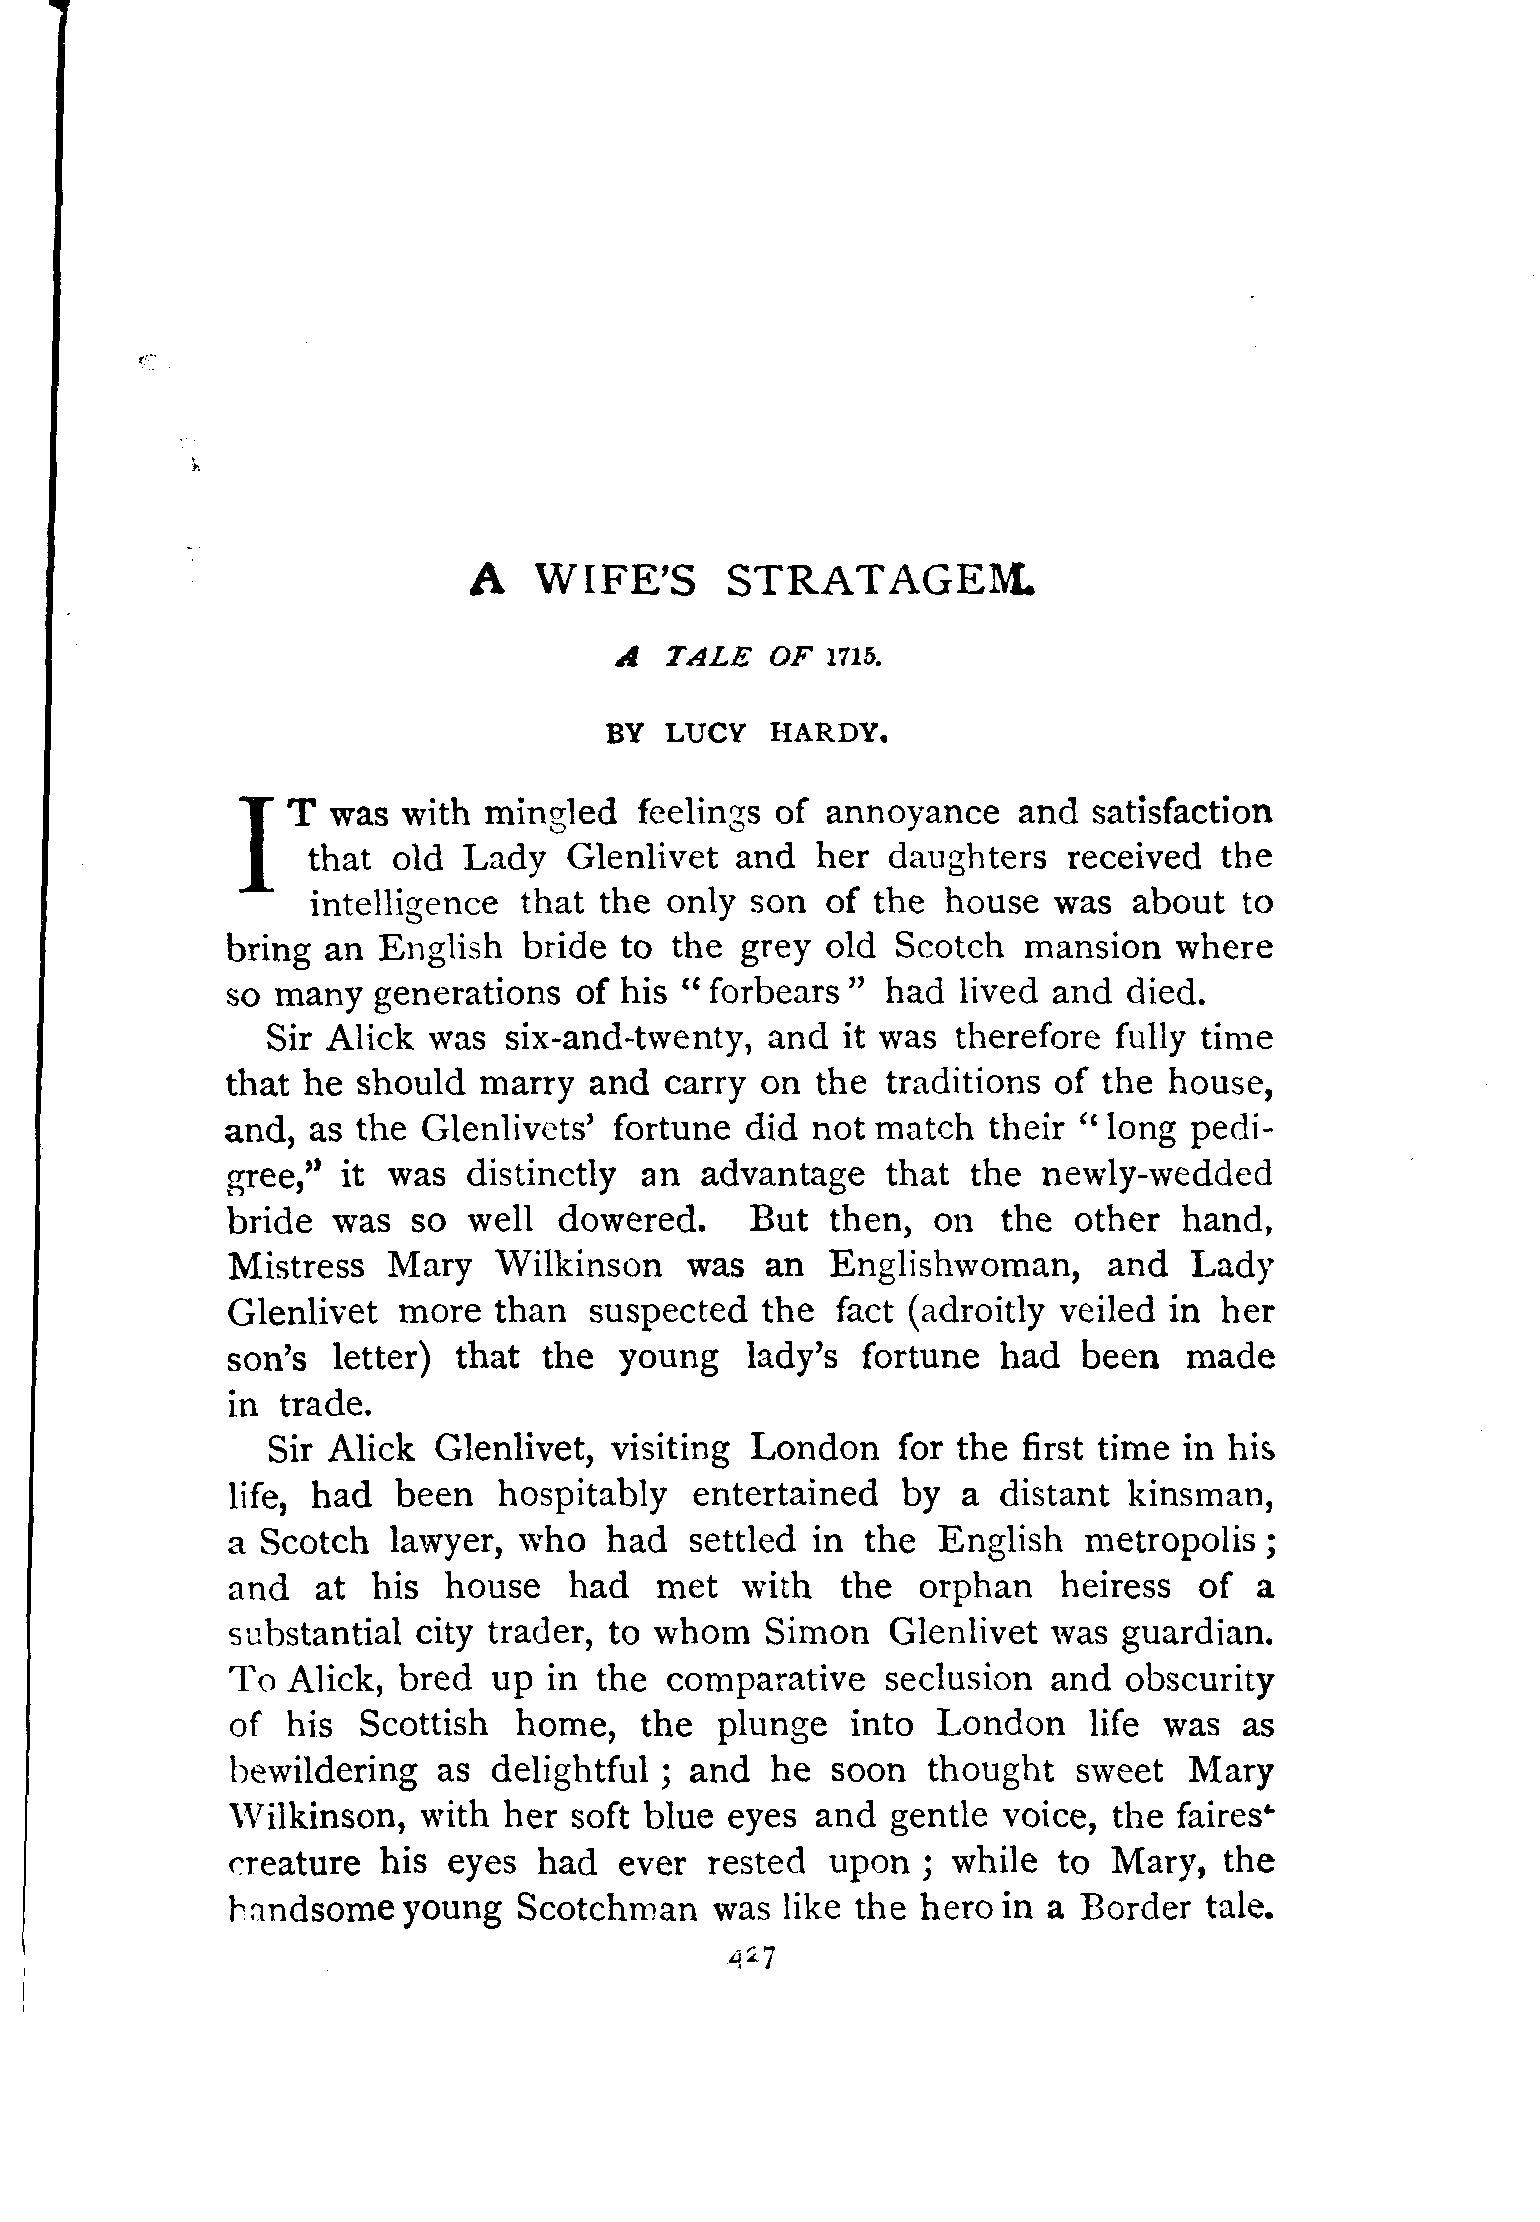 A WIFE'S STRATAGEM.
A TALE OF 1715.
BY LUCY HARDY.
IT was with mingled feelings of annoyance and satisfaction
that old Lady Glenlivet and her daughters received the
intelligence that the only son of the house was about to
bring an English bride to the grey old Scotch mansion where
so many generations of his "forbears" had lived and died.
Sir Alick was six-and-twenty, and it was therefore fully time
that he should marry and carry on the traditions of the house,
and, as the Glenlivets' fortune did not match their "long pedi-
gree," it was distinctly an advantage that the newly-wedded
bride was so well dowered. But then, on the other hand,
Mistress Mary Wilkinson was an Englishwoman, and Lady
Glenlivet more than suspected the fact (adroitly veiled in her
son's letter) that the young lady's fortune had been made
in trade.
Sir Alick Glenlivet, visiting London for the first time in his
life, had been hospitably entertained by a distant kinsman,
a Scotch lawyer, who had settled in the English metropolis;
and at his house had met with the orphan heiress of a
substantial city trader, to whom Simon Glenlivet was guardian.
To Alick, bred up in the comparative seclusion and obscurity
of his Scottish home, the plunge into London life was as
bewildering as delightful; and he soon thought sweet Mary
Wilkinson, with her soft blue eyes and gentle voice, the fairest
creature his eyes had ever rested upon; while to Mary, the
handsome young Scotchman was like the hero in a Border tale.
427